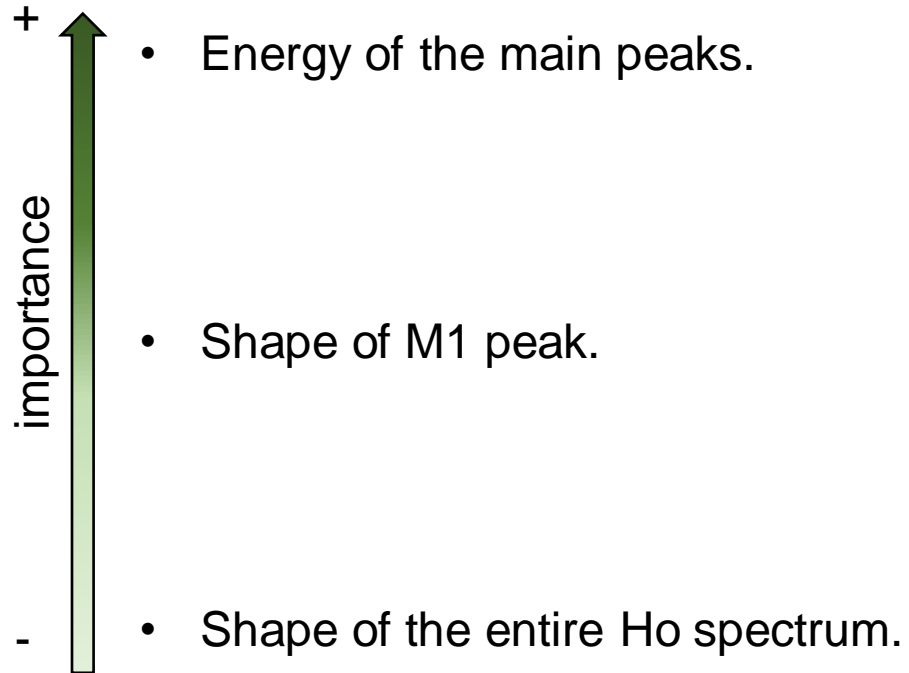 +
• Energy of the main peaks.
importance
• Shape of M1 peak.
-
• Shape of the entire Ho spectrum.